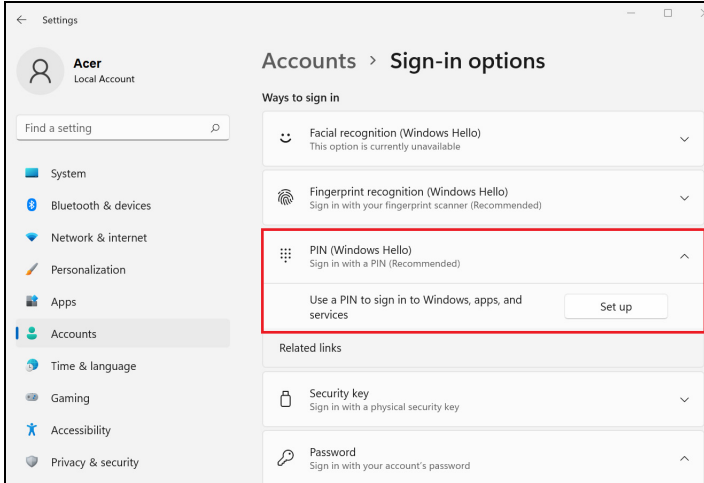 Settings
Acer
Local Account
Find a setting
System
Bluetooth & devices
Network & internet
Personalization
Apps
Accounts
Time & language
Gaming
Accessibility
Privacy & security
Accounts > Sign-in options
Ways to sign in
Facial recognition (Windows Hello)
This option is currently unavailable
Fingerprint recognition (Windows Hello)
Sign in with your fingerprint scanner (Recommended)
PIN (Windows Hello)
Sign in with a PIN (Recommended)
Use a PIN to sign in to Windows, apps, and
services
Set up
Related links
Security key
Sign in with a physical security key
Password
Sign in with your account's password